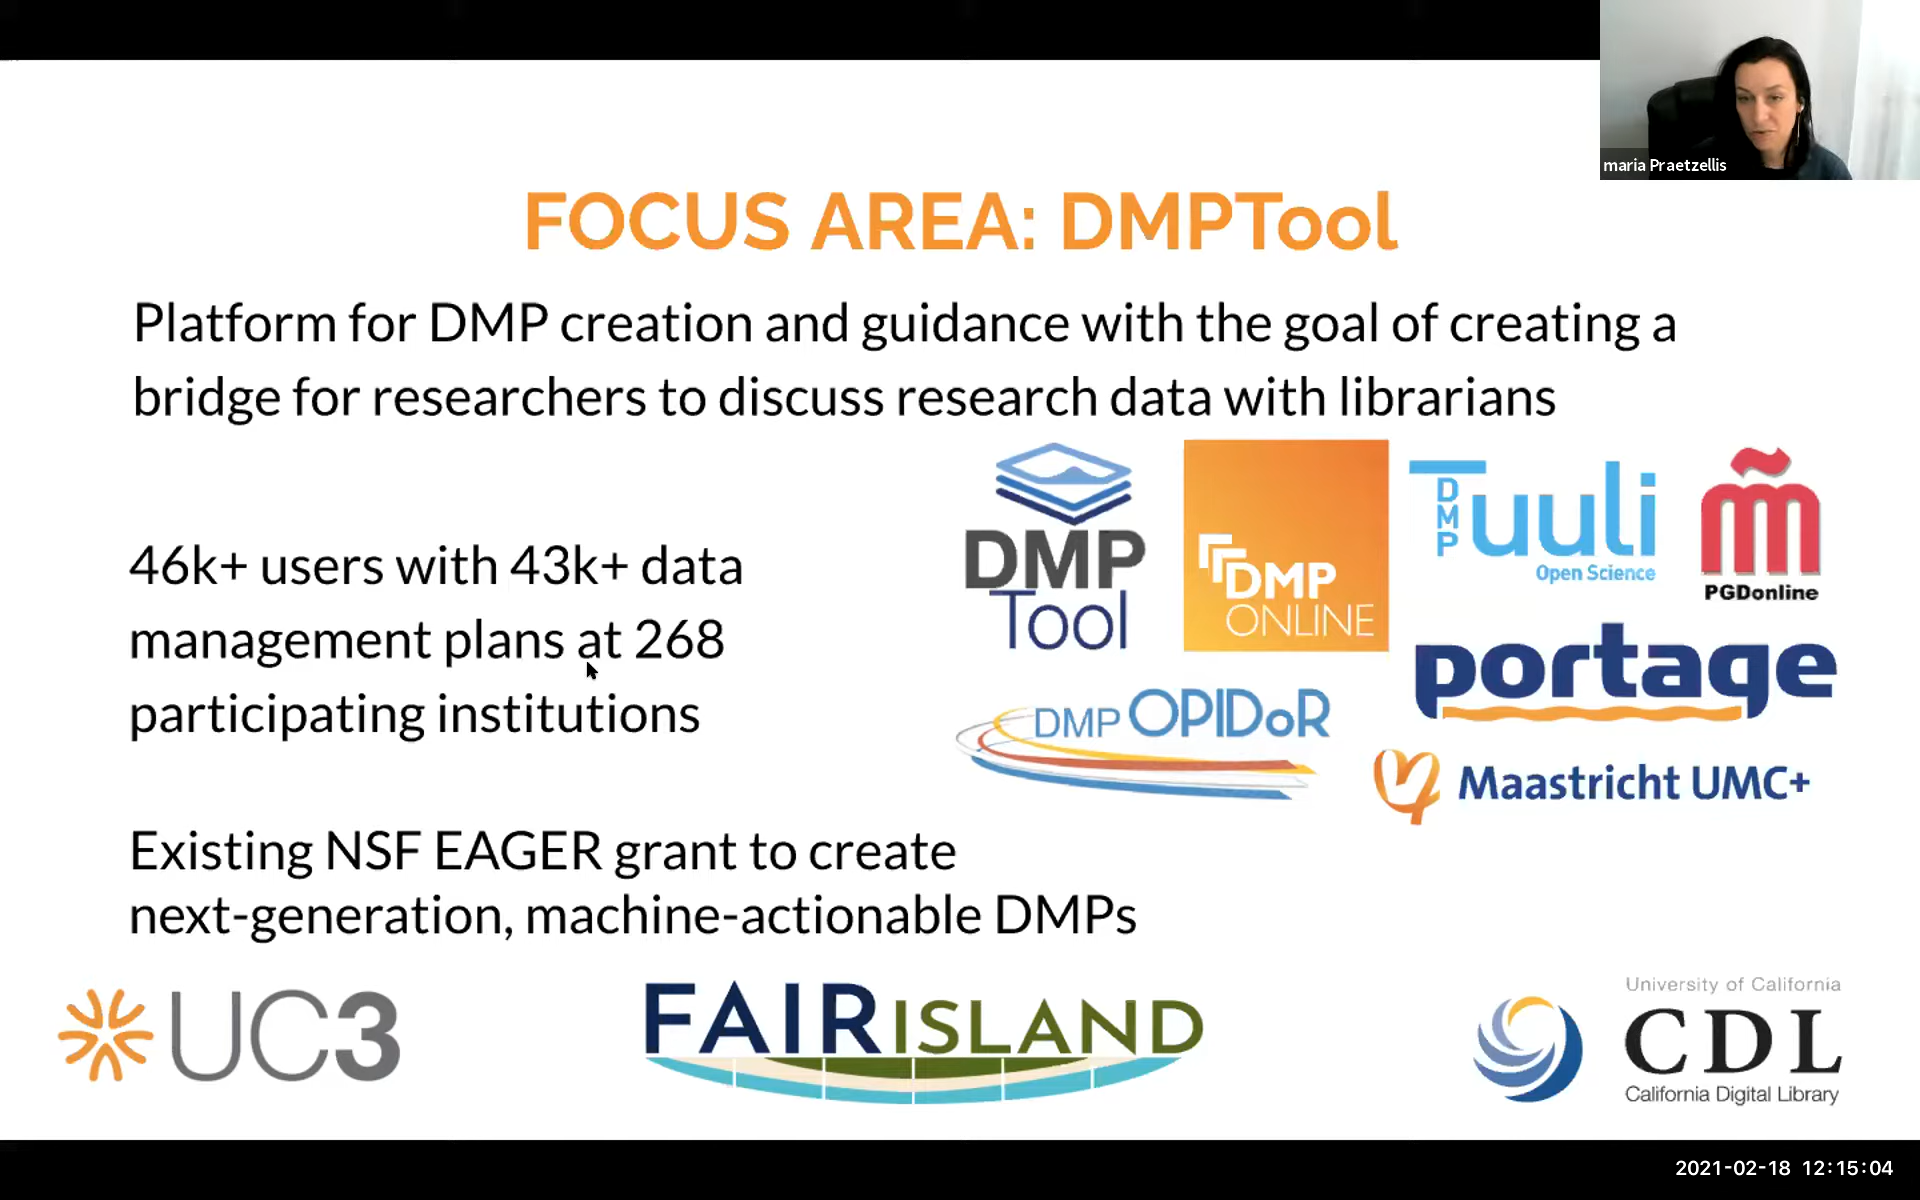 maria Praetzellis
FOCUS AREA: DMPTool
Platform for DMP creation and guidance with the goal of creating a
bridge for researchers to discuss research data with librarians
46k+ users with 43k+ data
management plans at 268
participating institutions
DMP
Tool
DMP
ONLINE
DMP
Tuuli
Open Science
PGDonline
portage
DMP OPIDoR
Maastricht UMC+
Existing NSF EAGER grant to create
next-generation, machine-actionable DMPs
UC3
FAIR ISLAND
University of California
CDL
California Digital Library
2021-02-18 12:15:04